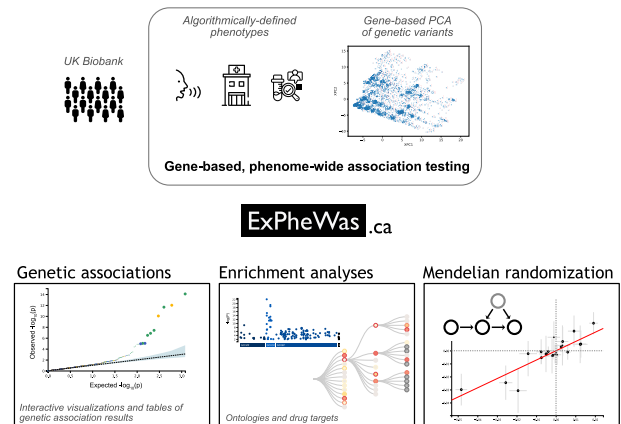 Algorithmically-defined
phenotypes
Gene-based PCA
of genetic variants
UK Biobank
XPC2
XPC1
Gene-based, phenome-wide association testing
ExPheWas.ca
Genetic associations
Observed -log10(p)
Expected -log10(p)
Interactive visualizations and tables of
genetic association results
Enrichment analyses
Ontologies and drug targets
Mendelian randomization